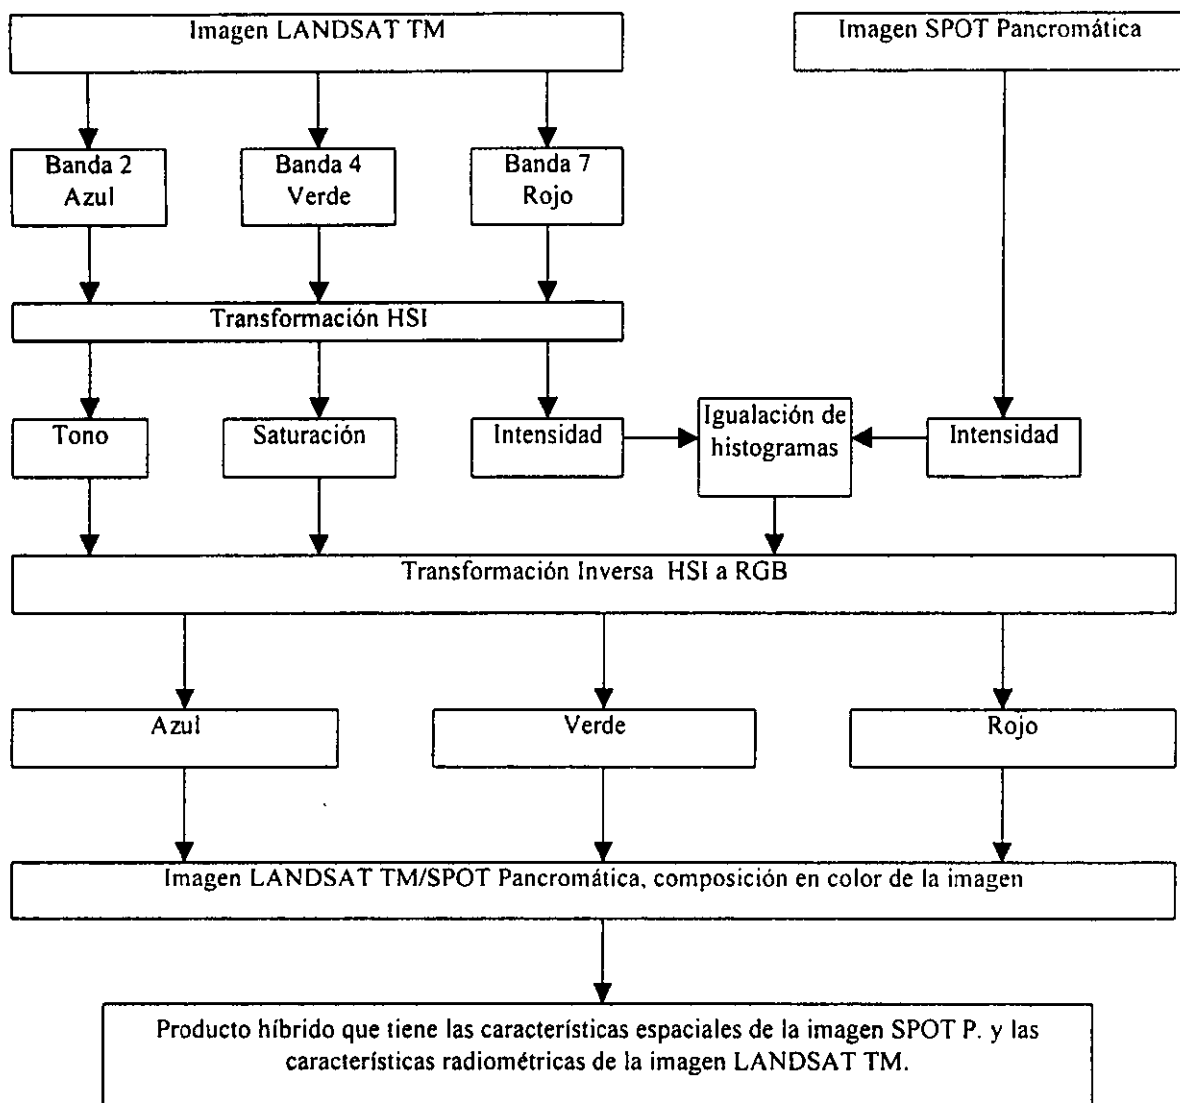 Imagen LANDSAT TM
Imagen SPOT Pancromática
Banda 2
Azul
Banda 4
Verde
Banda 7
Rojo
Transformación HSI
Tono
Saturación
Intensidad
Igualación de
histogramas
Intensidad
Transformación Inversa HSI a RGB
Azul
Verde
Rojo
Imagen LANDSAT TM/SPOT Pancromática, composición en color de la imagen
Producto híbrido que tiene las características espaciales de la imagen SPOT P. y las
características radiométricas de la imagen LANDSAT TM.